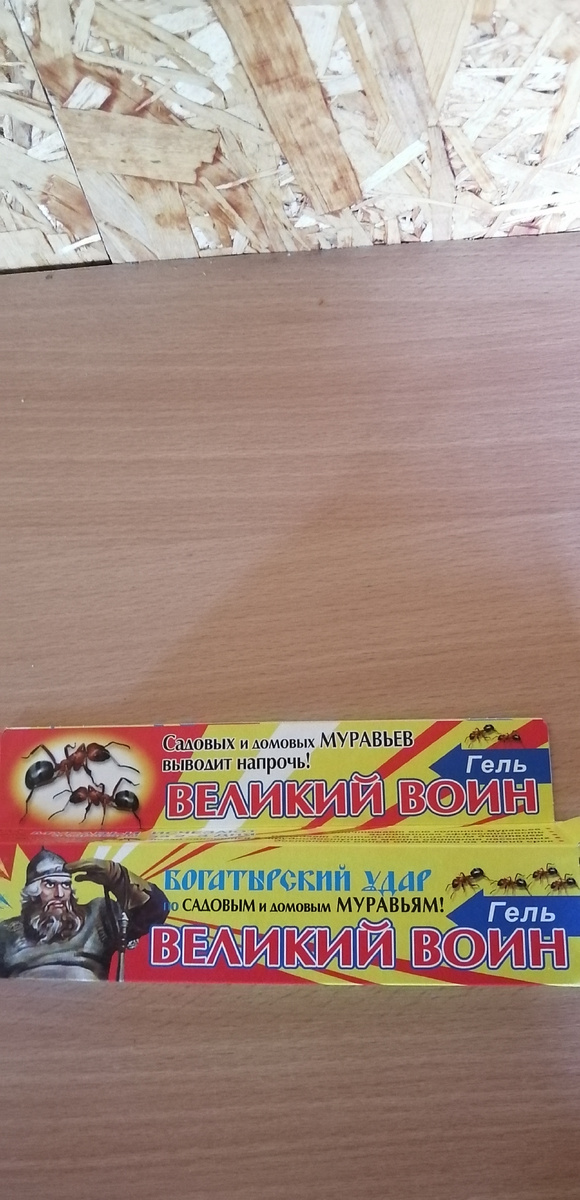 Садовых и домовых МУРАВЬЕВ
выводит напрочь!
Гель
ВЕЛИКИЙ ВОИН
БОГАТЫРСКИЙ УДАР
по САДОВЫМ и домовым МУРАВЬЯМ!
Гель
ВЕЛИКИЙ ВОИН